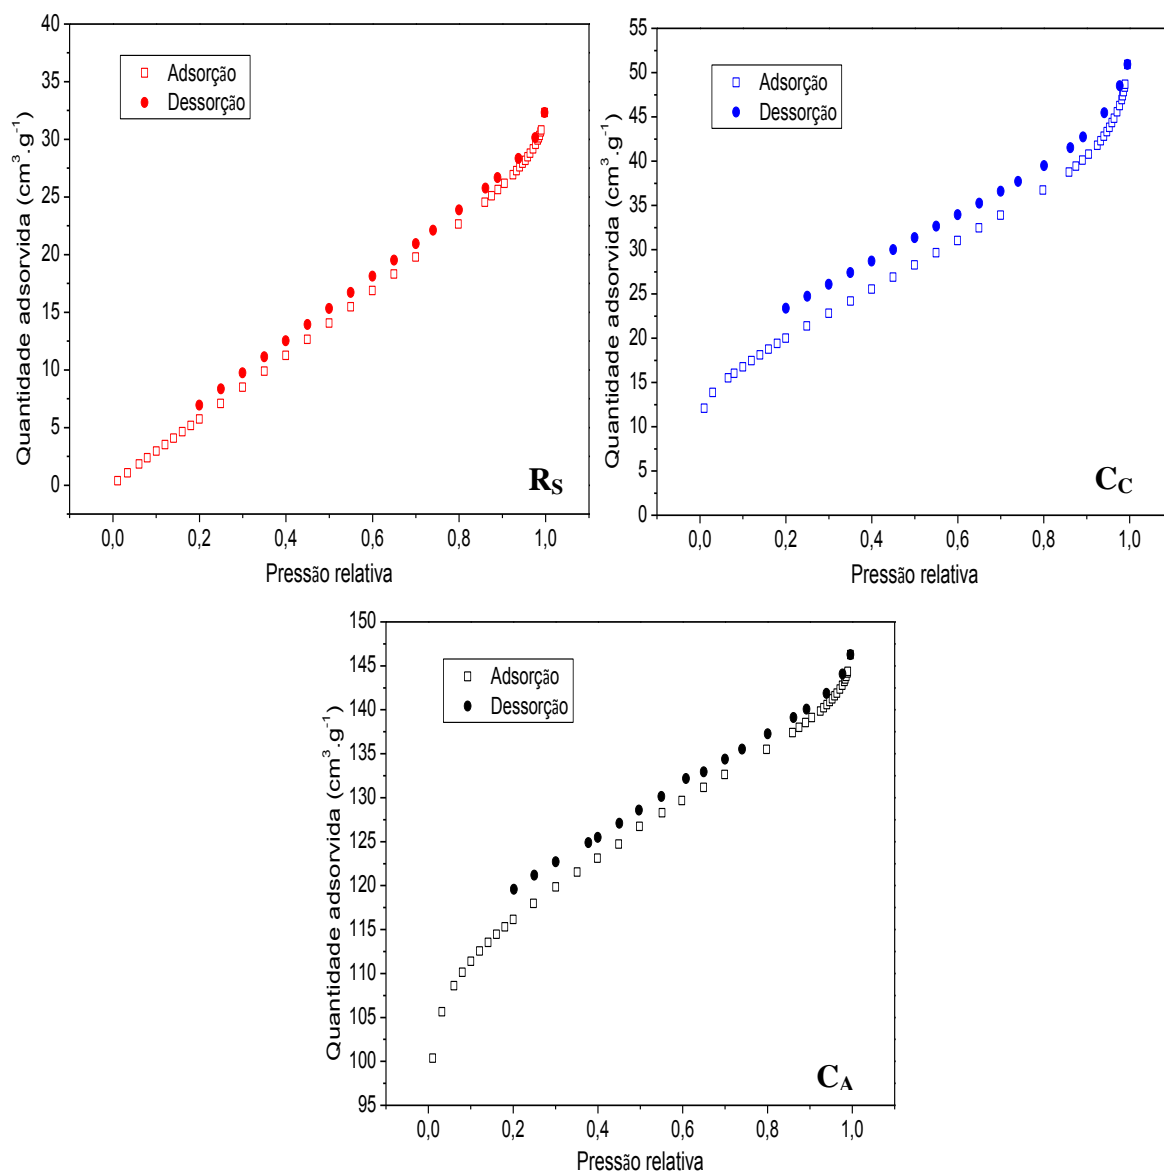 40
35
30
25
20
15
10
5
0
Quantidade adsorvida (cm³.g⁻¹)
Adsorção
Dessorção
R_S
0,0 0,2 0,4 0,6 0,8 1,0
Pressão relativa
55
50
45
40
35
30
25
20
15
10
5
0
Quantidade adsorvida (cm³.g⁻¹)
Adsorção
Dessorção
C_C
0,0 0,2 0,4 0,6 0,8 1,0
Pressão relativa
150
145
140
135
130
125
120
115
110
105
100
95
Quantidade adsorvida (cm³.g⁻¹)
Adsorção
Dessorção
C_A
0,0 0,2 0,4 0,6 0,8 1,0
Pressão relativa